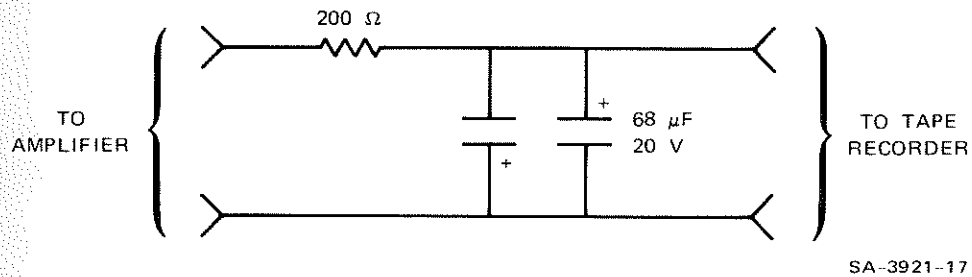 200 Ω
TO
AMPLIFIER
+
68 μF
20 V
+
TO TAPE
RECORDER
SA-3921-17